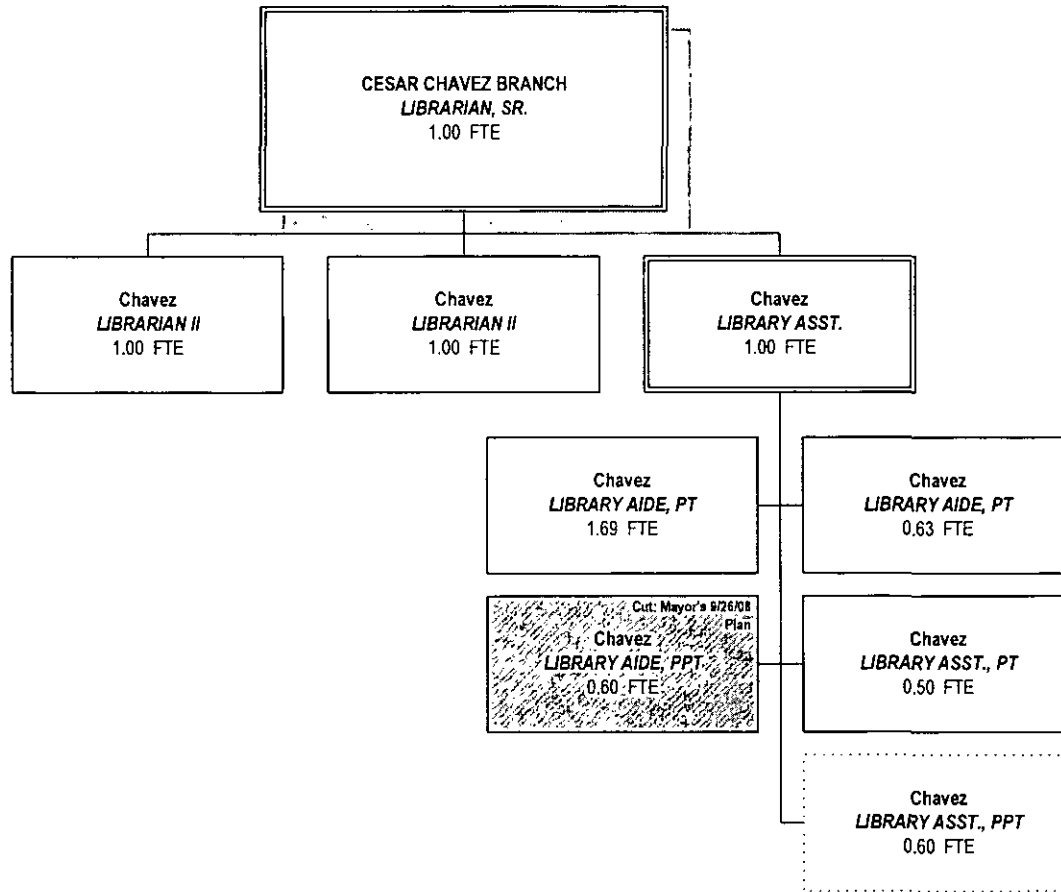 CESAR CHAVEZ BRANCH
LIBRARIAN, SR.
1.00 FTE
Chavez
LIBRARIAN II
1.00 FTE
Chavez
LIBRARIAN II
1.00 FTE
Chavez
LIBRARY ASST.
1.00 FTE
Chavez
LIBRARY AIDE, PT
1.69 FTE
Chavez
LIBRARY AIDE, PT
0.63 FTE
Cut: Mayor's 9/26/08
Plan
Chavez
LIBRARY AIDE, PPT
0.60 FTE
Chavez
LIBRARY ASST., PT
0.50 FTE
Chavez
LIBRARY ASST., PPT
0.60 FTE